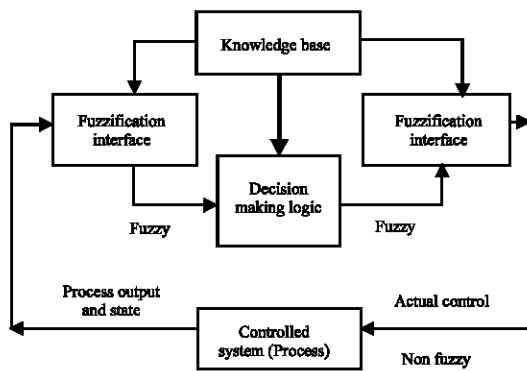 Knowledge base
Fuzzification
interface
Fuzzification
interface
Decision
making logic
Fuzzy
Fuzzy
Process output
and state
Actual control
Controlled
system (Process)
Non fuzzy